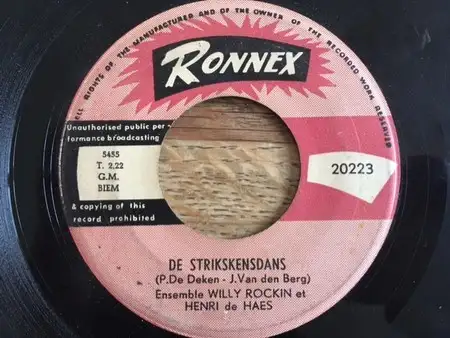 ALL RIGHTS OF THE MANUFACTURER AND OF THE OWNER OF THE RECORDED WORK RESERVED
RONNEX
Unauthorised public per
formance broadcasting
5455
T. 2,22
G.M.
BIEM
& copying of this
record prohibited
20223
DE STRIKSKENSDANS
(P.De Deken - J.Van den Berg)
Ensemble WILLY ROCKIN et
HENRI de HAES